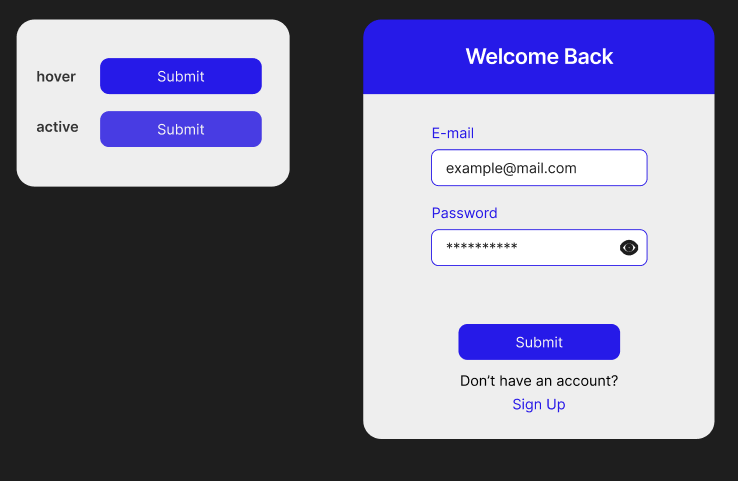 hover
Submit
active
Submit
Welcome Back
E-mail
example@mail.com
Password
**********
Submit
Don't have an account?
Sign Up